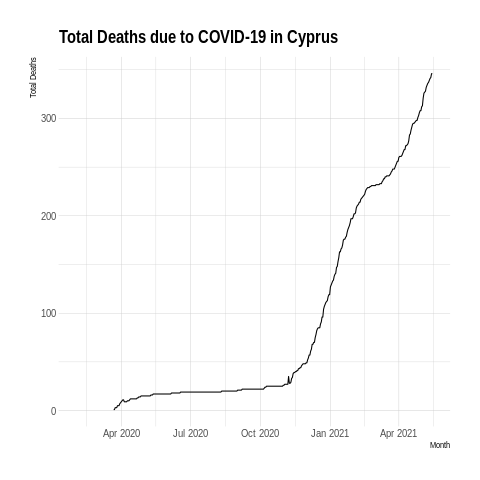 Total Deaths due to COVID-19 in Cyprus
Total Deaths
300
200
100
0
Apr 2020 Jul 2020 Oct 2020 Jan 2021 Apr 2021
Month